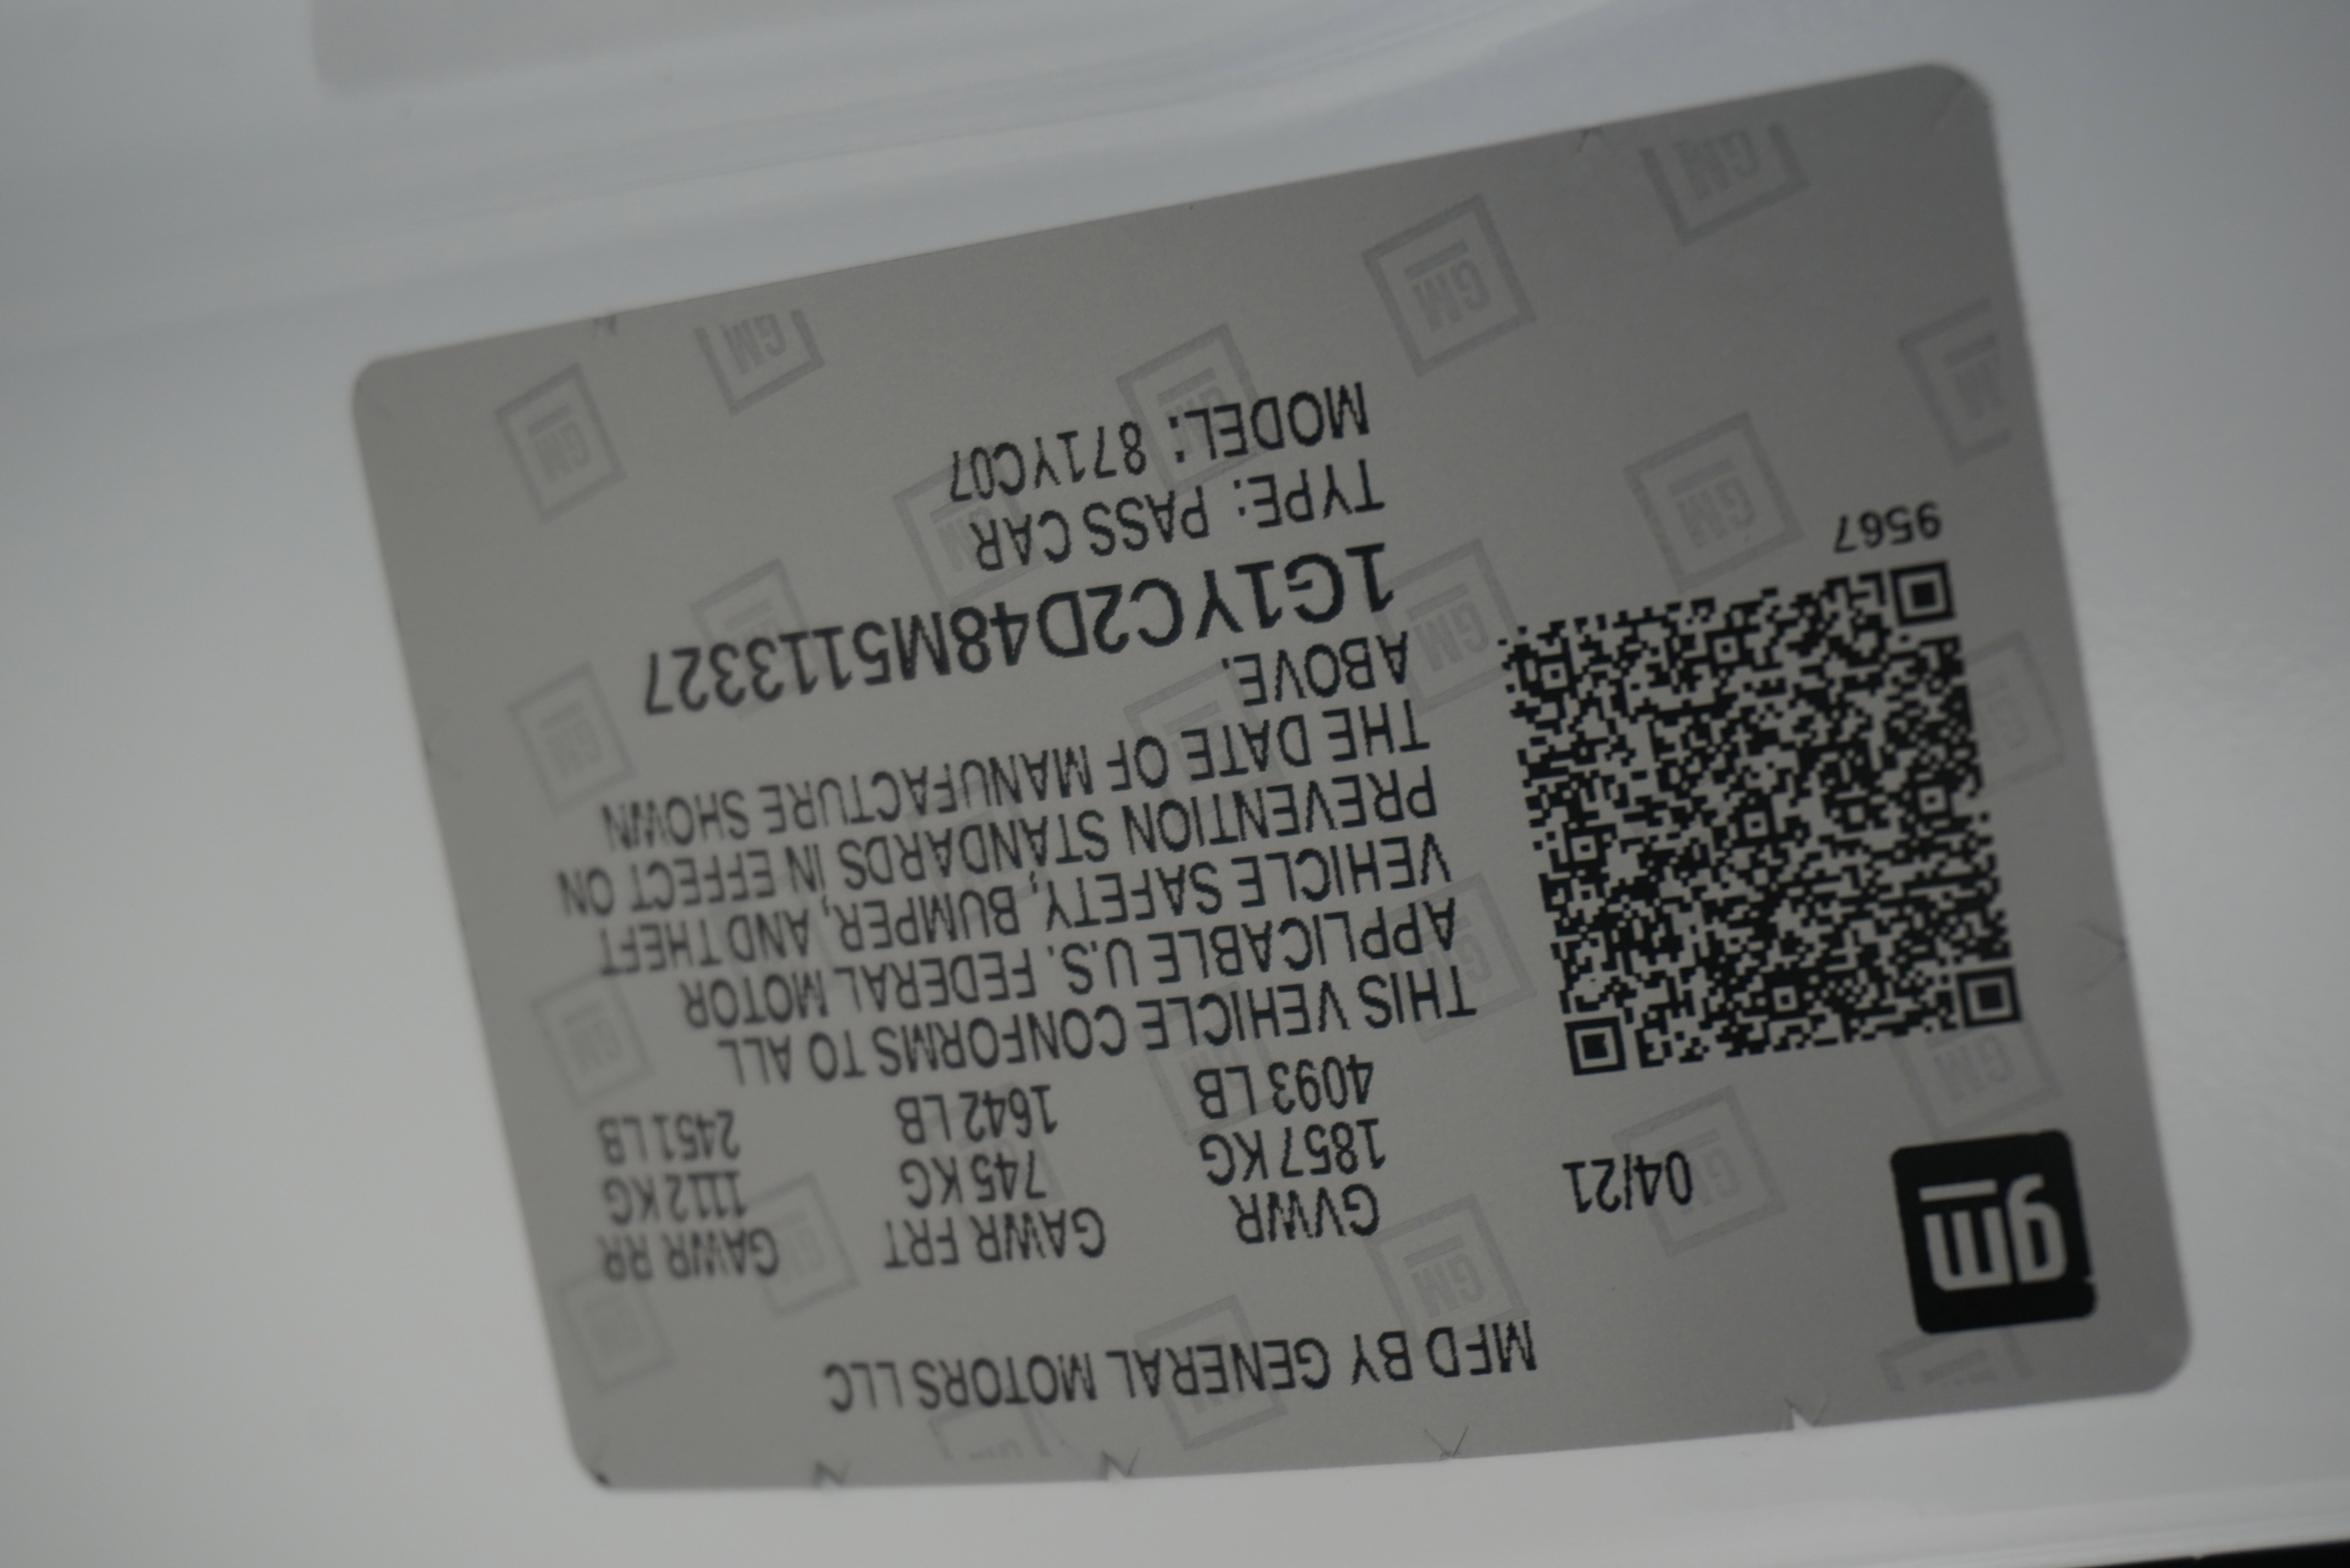 gm
MFD BY GENERAL MOTORS LLC
04/21
GVWR GAWR FRT GAWR RR
1857 KG 745 KG 1112 KG
4093 LB 1642 LB 2451 LB
THIS VEHICLE CONFORMS TO ALL
APPLICABLE U.S. FEDERAL MOTOR
VEHICLE SAFETY, BUMPER, AND THEFT
PREVENTION STANDARDS IN EFFECT ON
THE DATE OF MANUFACTURE SHOWN
ABOVE.
1G1YC2D48M5113327
TYPE: PASS CAR
MODEL: 871YC07
9567